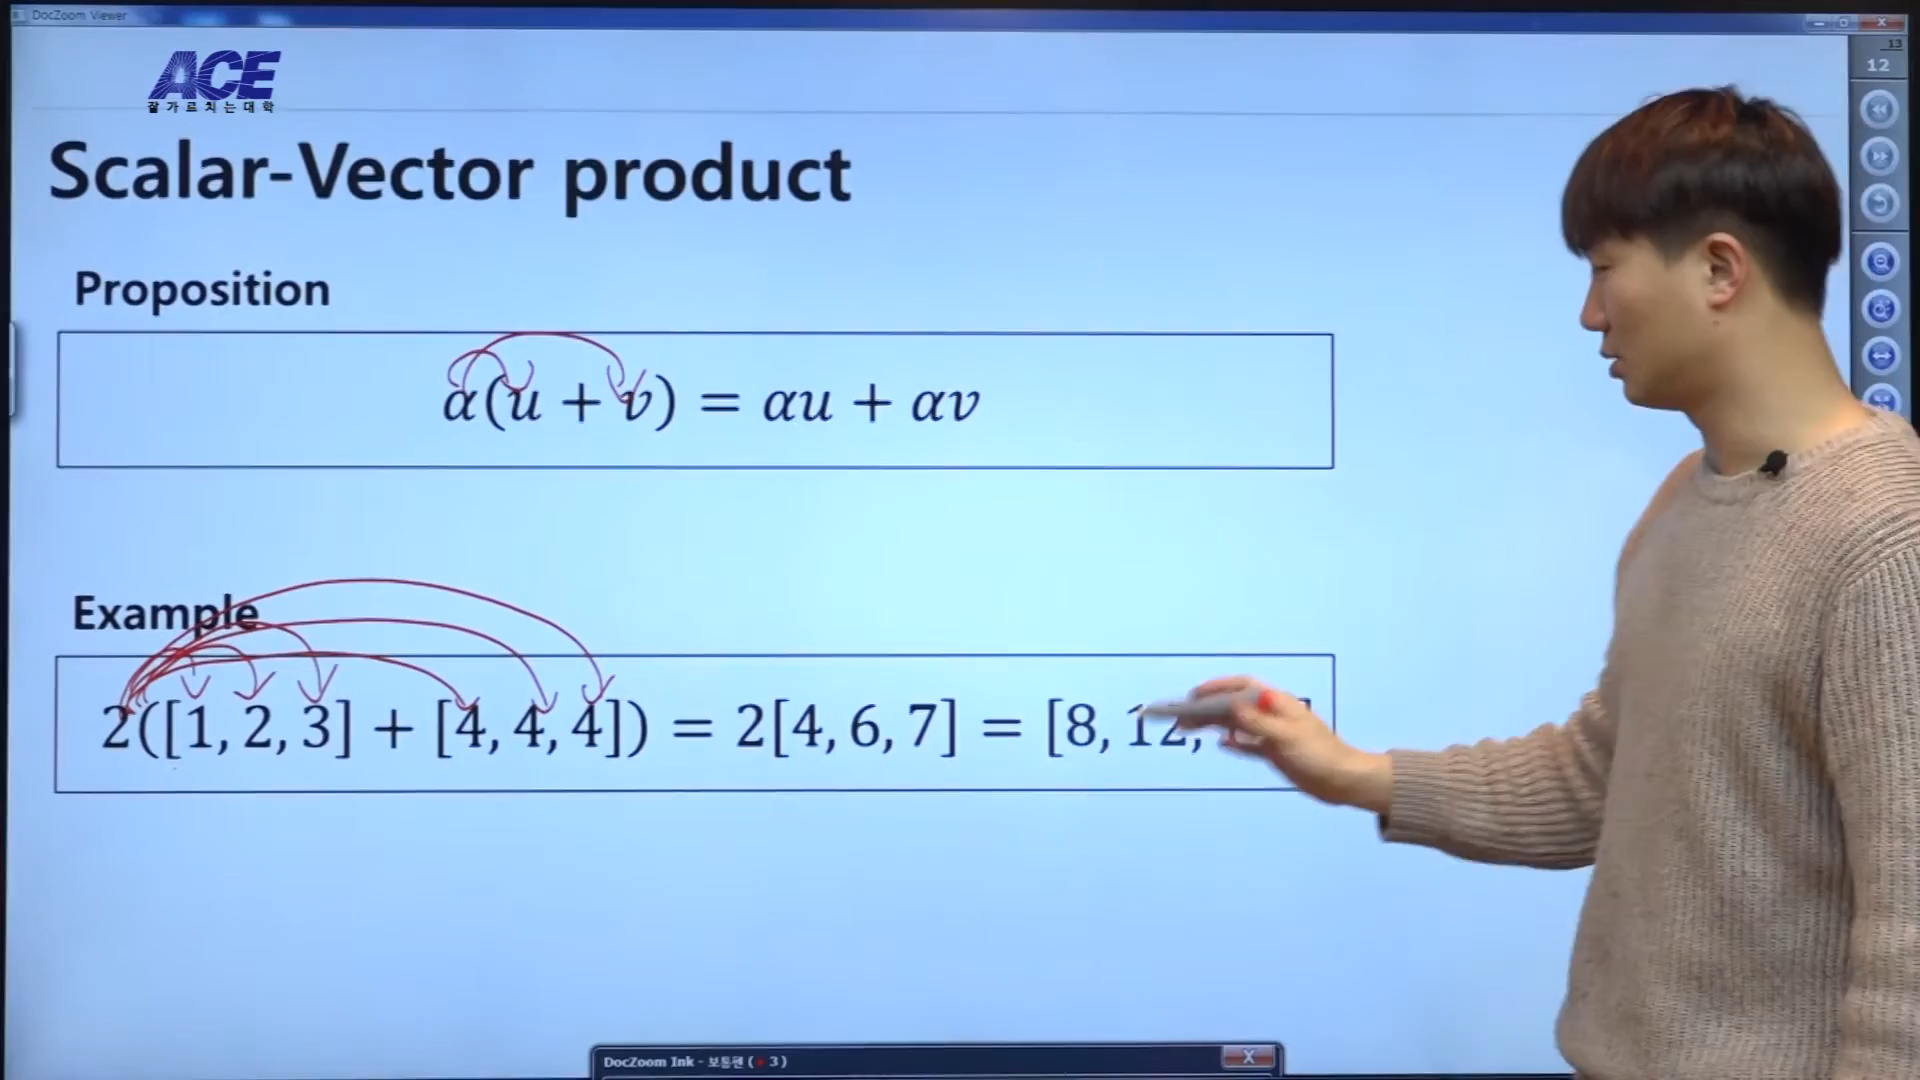 DocZoom Viewer
13
12
ACE
잘가르치는대학
Scalar-Vector product
Proposition
α(u + v) = αu + αv
Example
2([1, 2, 3] + [4, 4, 4]) = 2[4, 6, 7] = [8, 12,
DocZoom Ink - 보통펜 ( 3 )